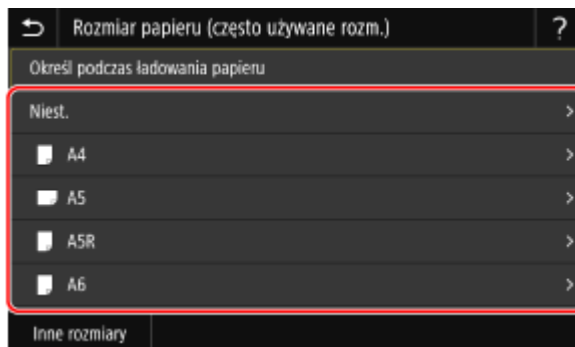 Rozmiar papieru (często używane rozm.) ?
Określ podczas ładowania papieru
Niest.
A4
A5
A5R
A6
Inne rozmiary